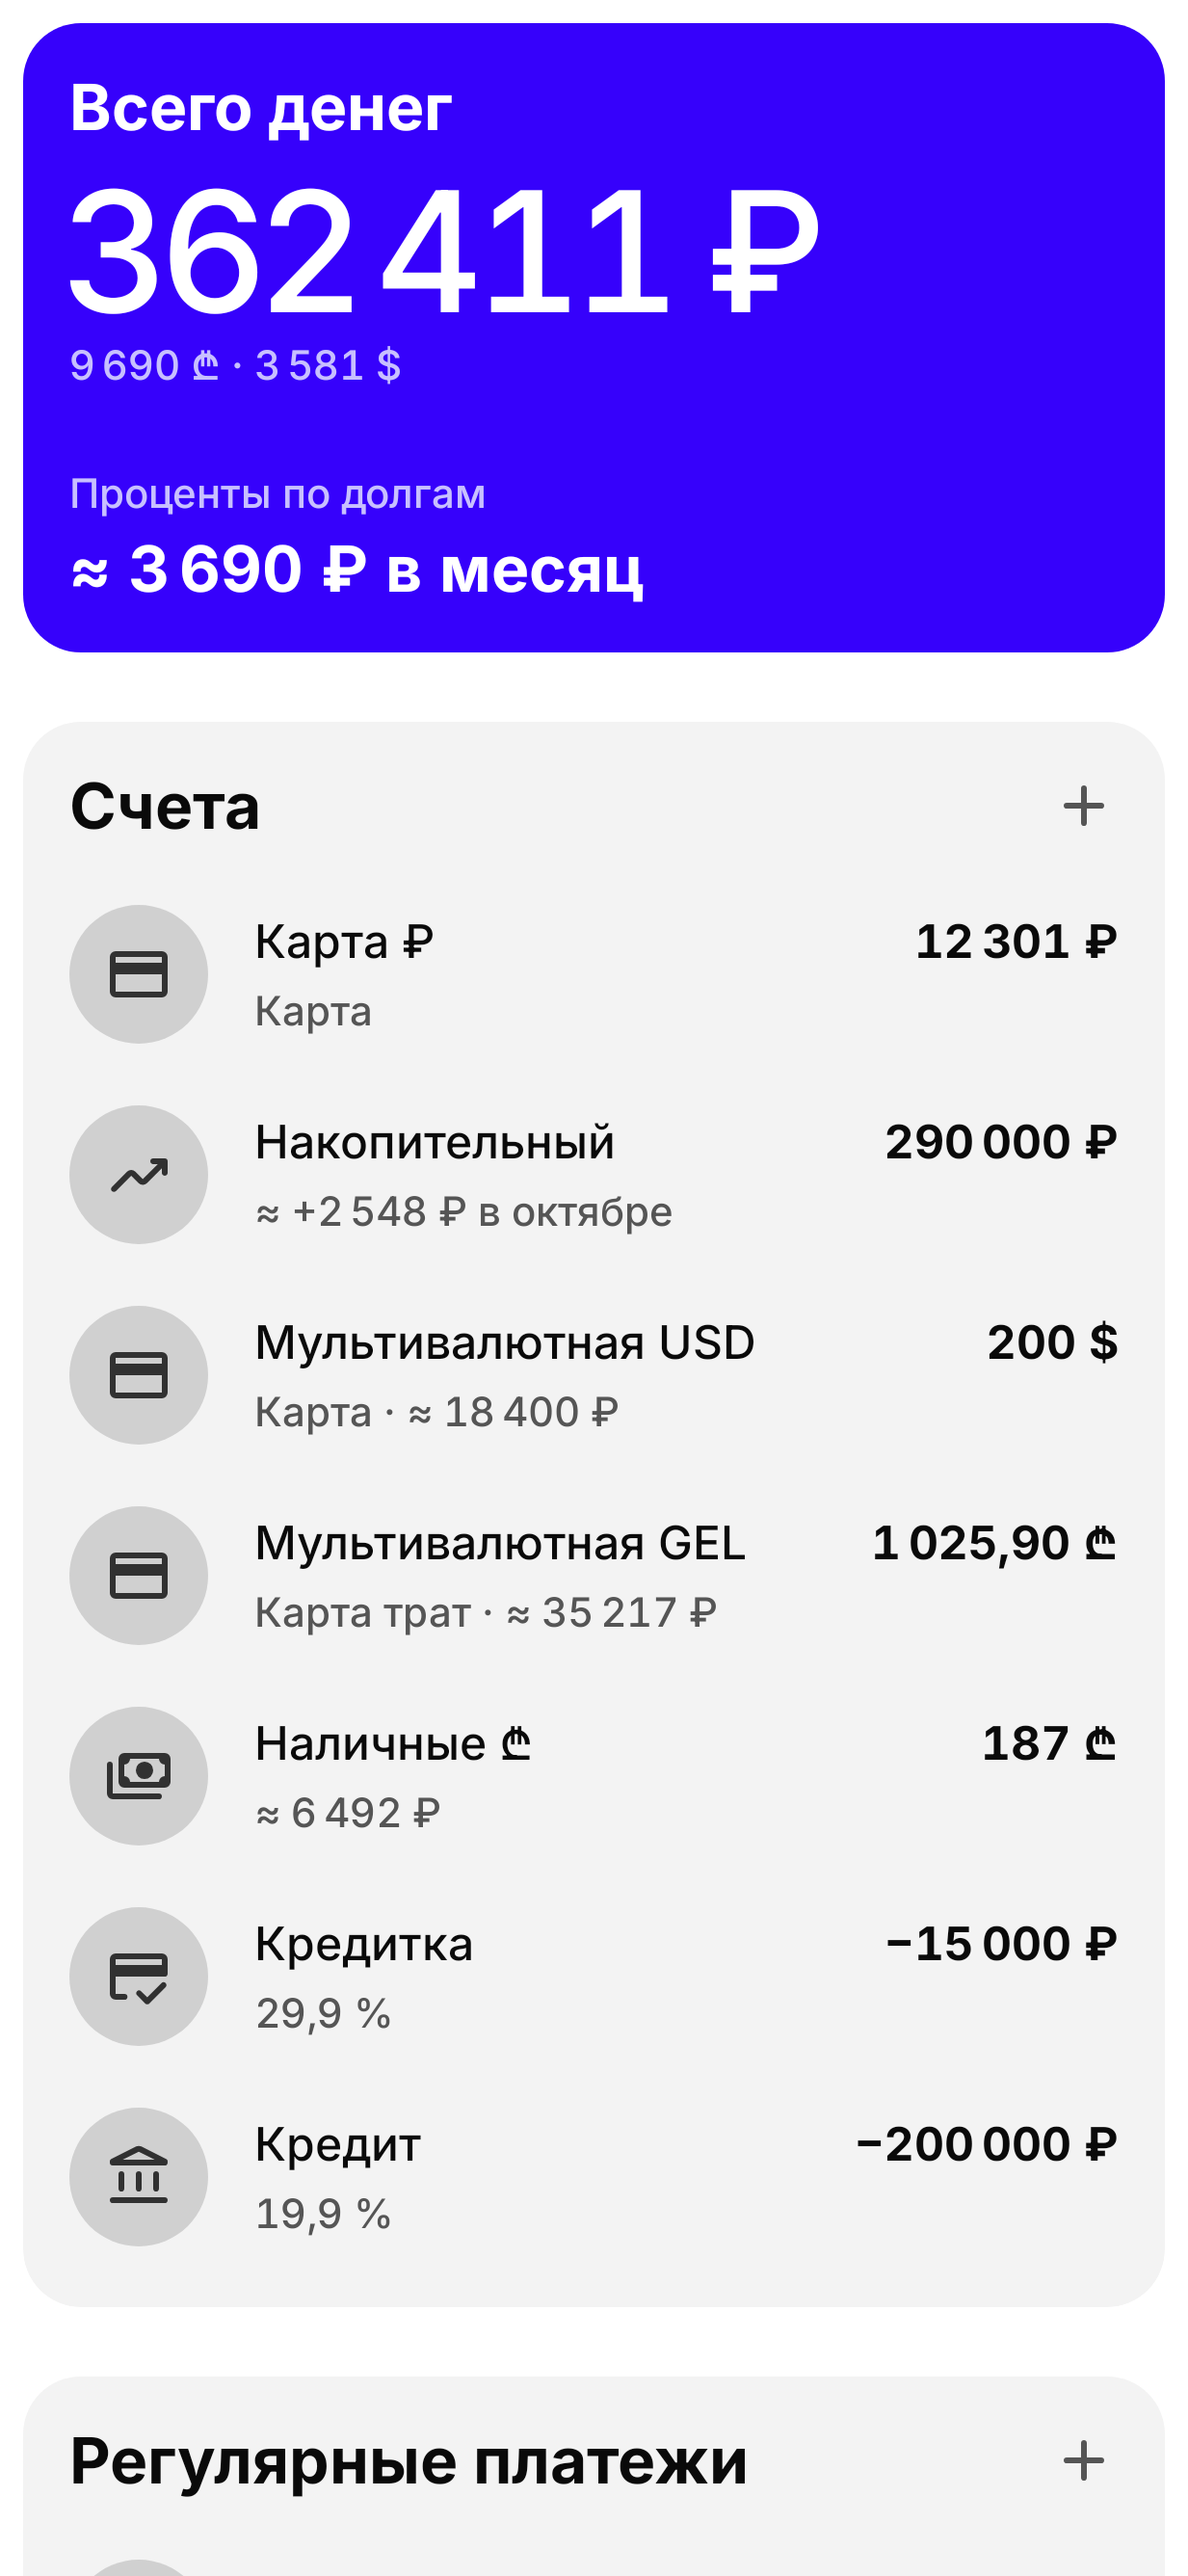 Всего денег
362 411 ₽
9 690 ₾ · 3 581 $
Проценты по долгам
≈ 3 690 ₽ в месяц
Счета
Карта ₽
12 301 ₽
Карта
Накопительный
290 000 ₽
≈ +2 548 ₽ в октябре
Мультивалютная USD
200 $
Карта · ≈ 18 400 ₽
Мультивалютная GEL
1 025,90 ₾
Карта трат · ≈ 35 217 ₽
Наличные ₾
187 ₾
≈ 6 492 ₽
Кредитка
−15 000 ₽
29,9 %
Кредит
−200 000 ₽
19,9 %
Регулярные платежи